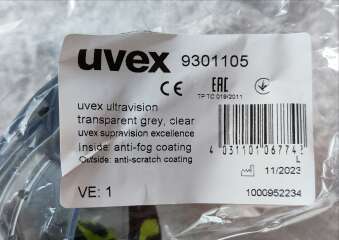 uvex 9301105
CE EAC
TP TC 019/2011
uvex ultravision
transparent grey, clear
uvex supravision excellence
Inside: anti-fog coating
Outside: anti-scratch coating
4 031101 067742
L
11/2023
VE: 1
1000952234